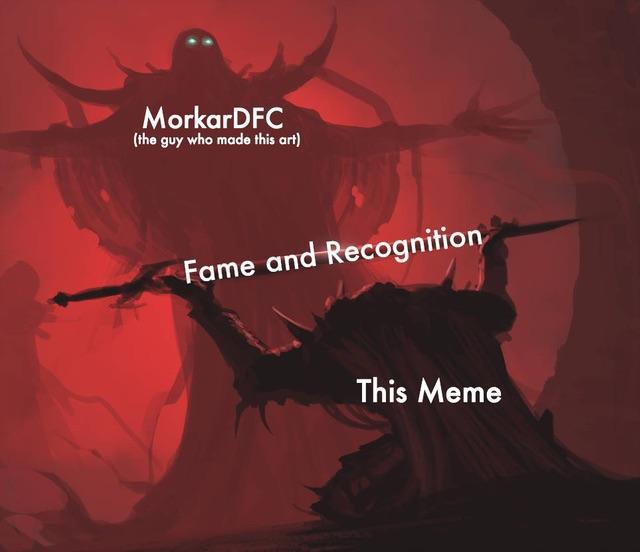 MorkarDFC
(the guy who made this art)
Fame and Recognition
This Meme